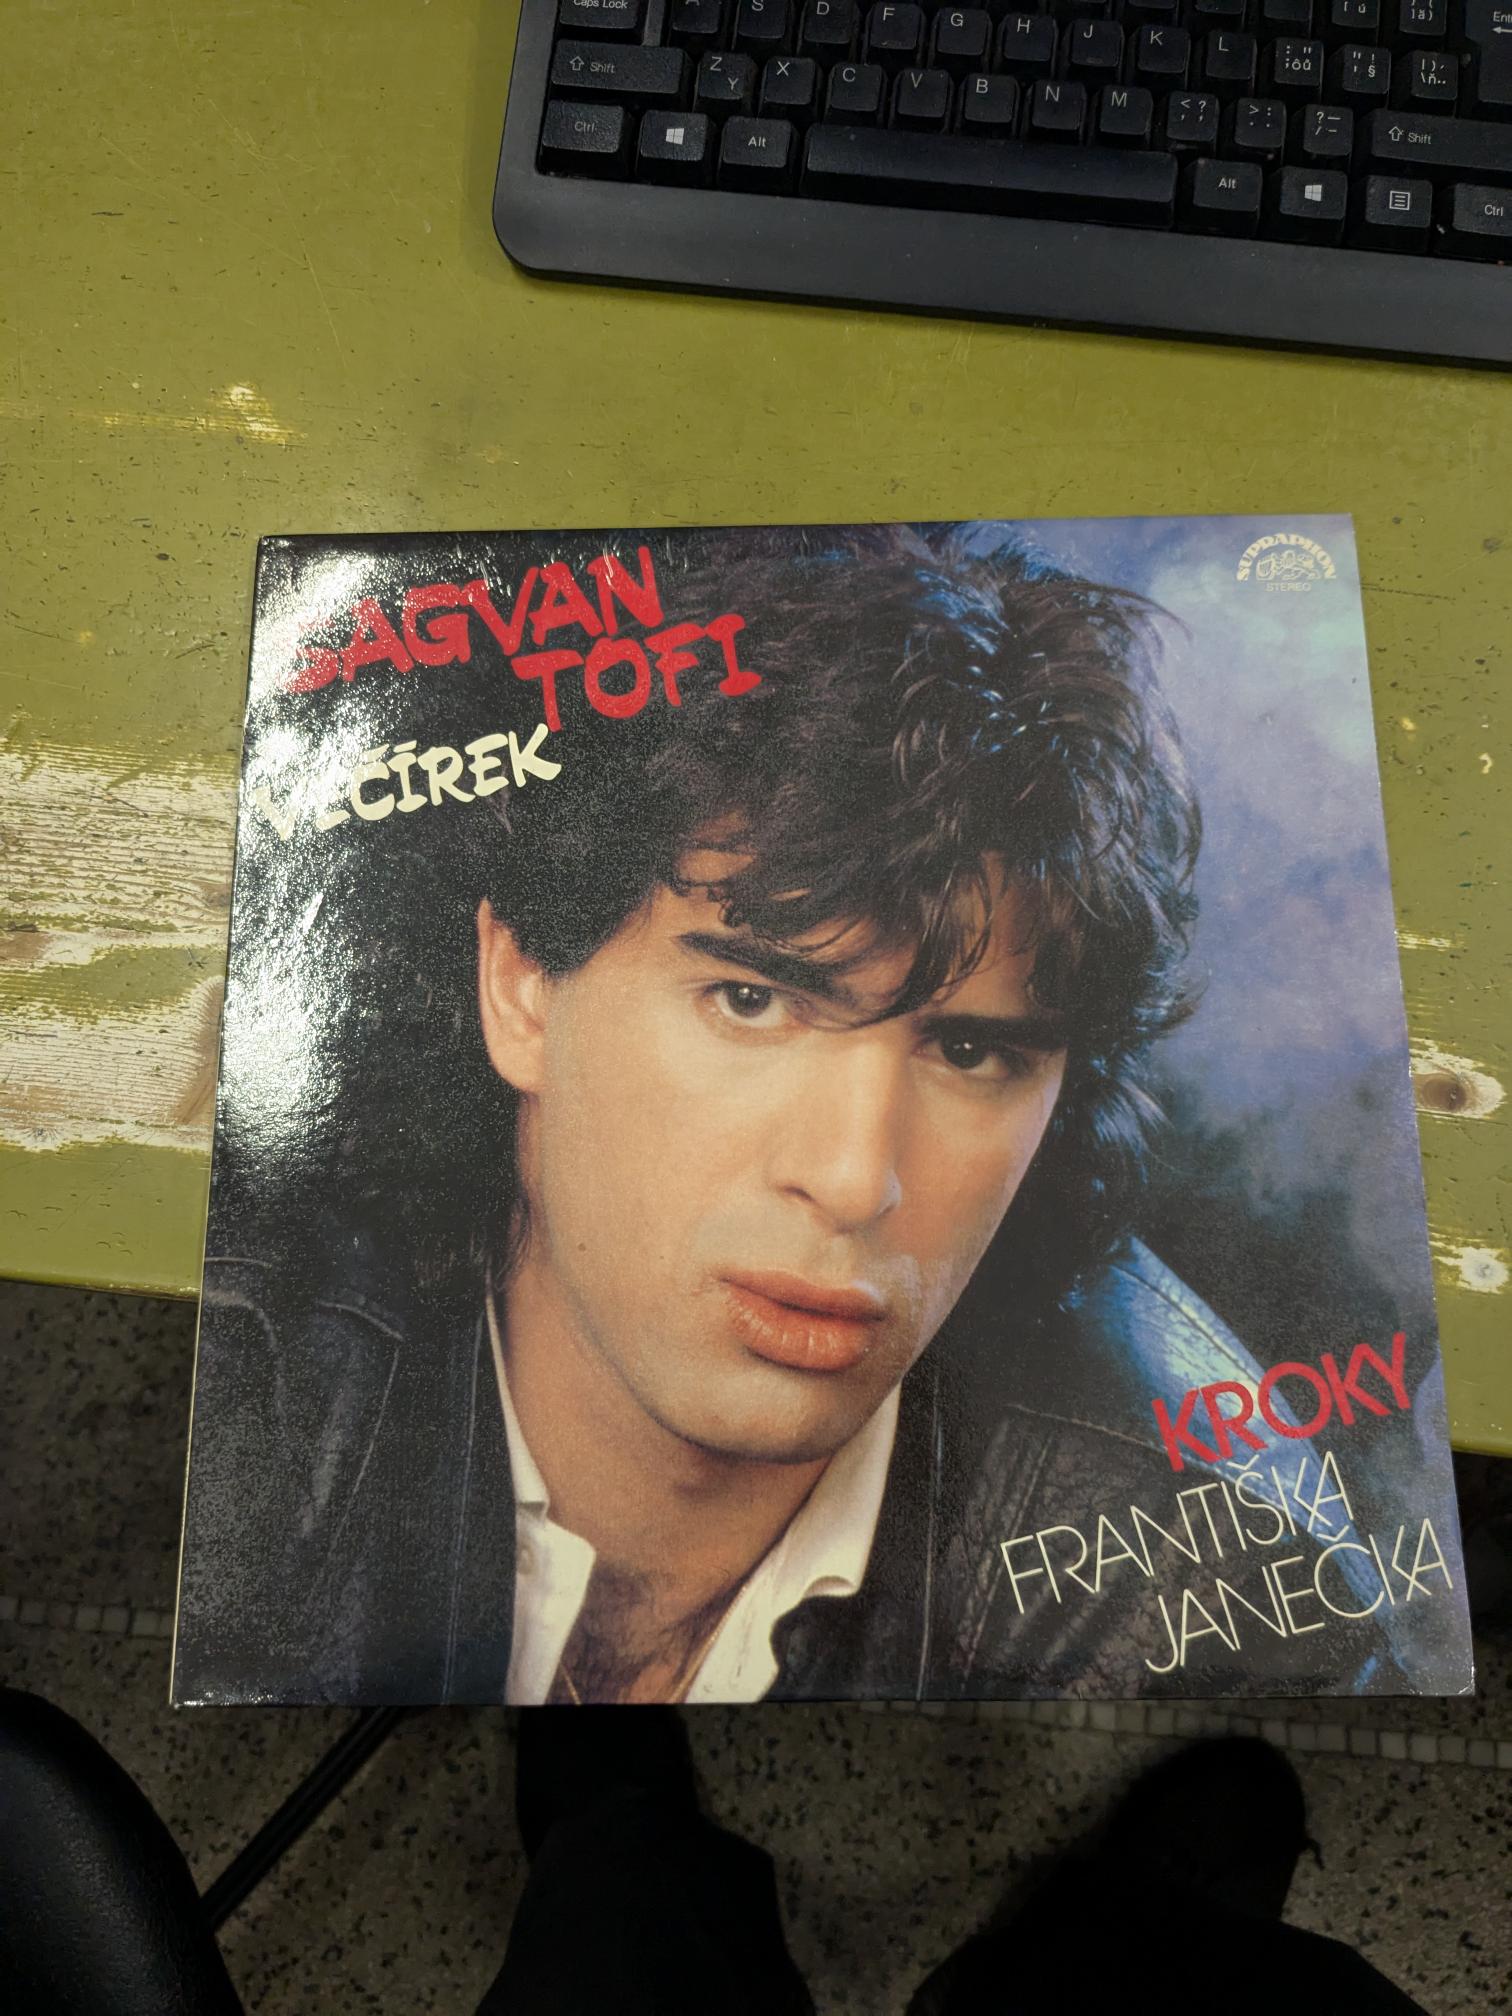 Caps Lock
A S D F G H J K L
Shift
Z Y X C V B N M
Shift
Ctrl
Alt
Alt
Ctrl
SUPRAPHON
STEREO
SAGVAN
TOFI
VEČÍREK
KROKY
FRANTIŠKA
JANEČKA